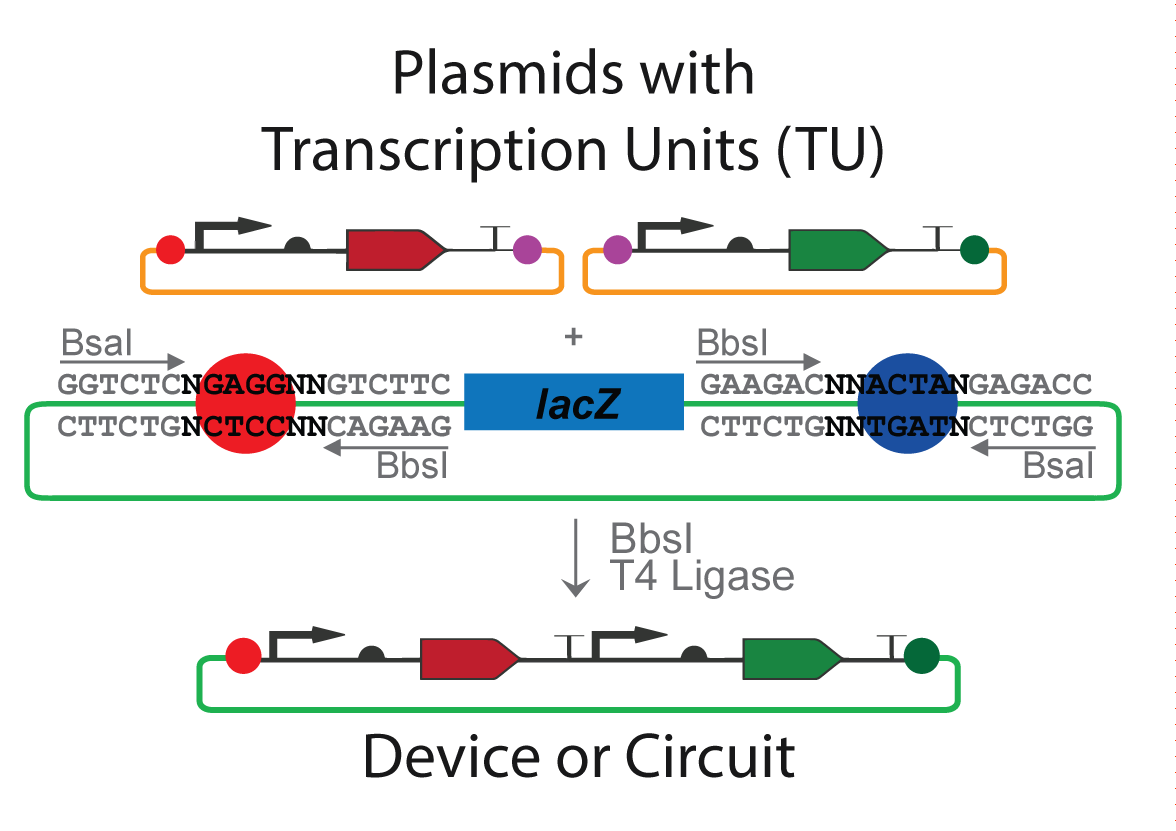 Plasmids with
Transcription Units (TU)
T T
+
BsaI BbsI
GGTCTCNGAGGNNGTCTTC lacZ GAAGACNNACTANGAGACC
CTTCTGNCTCCNNCAGAAG CTTCTGNNTGATNCTCTGG
BbsI BsaI
BbsI
T4 Ligase
T T
Device or Circuit